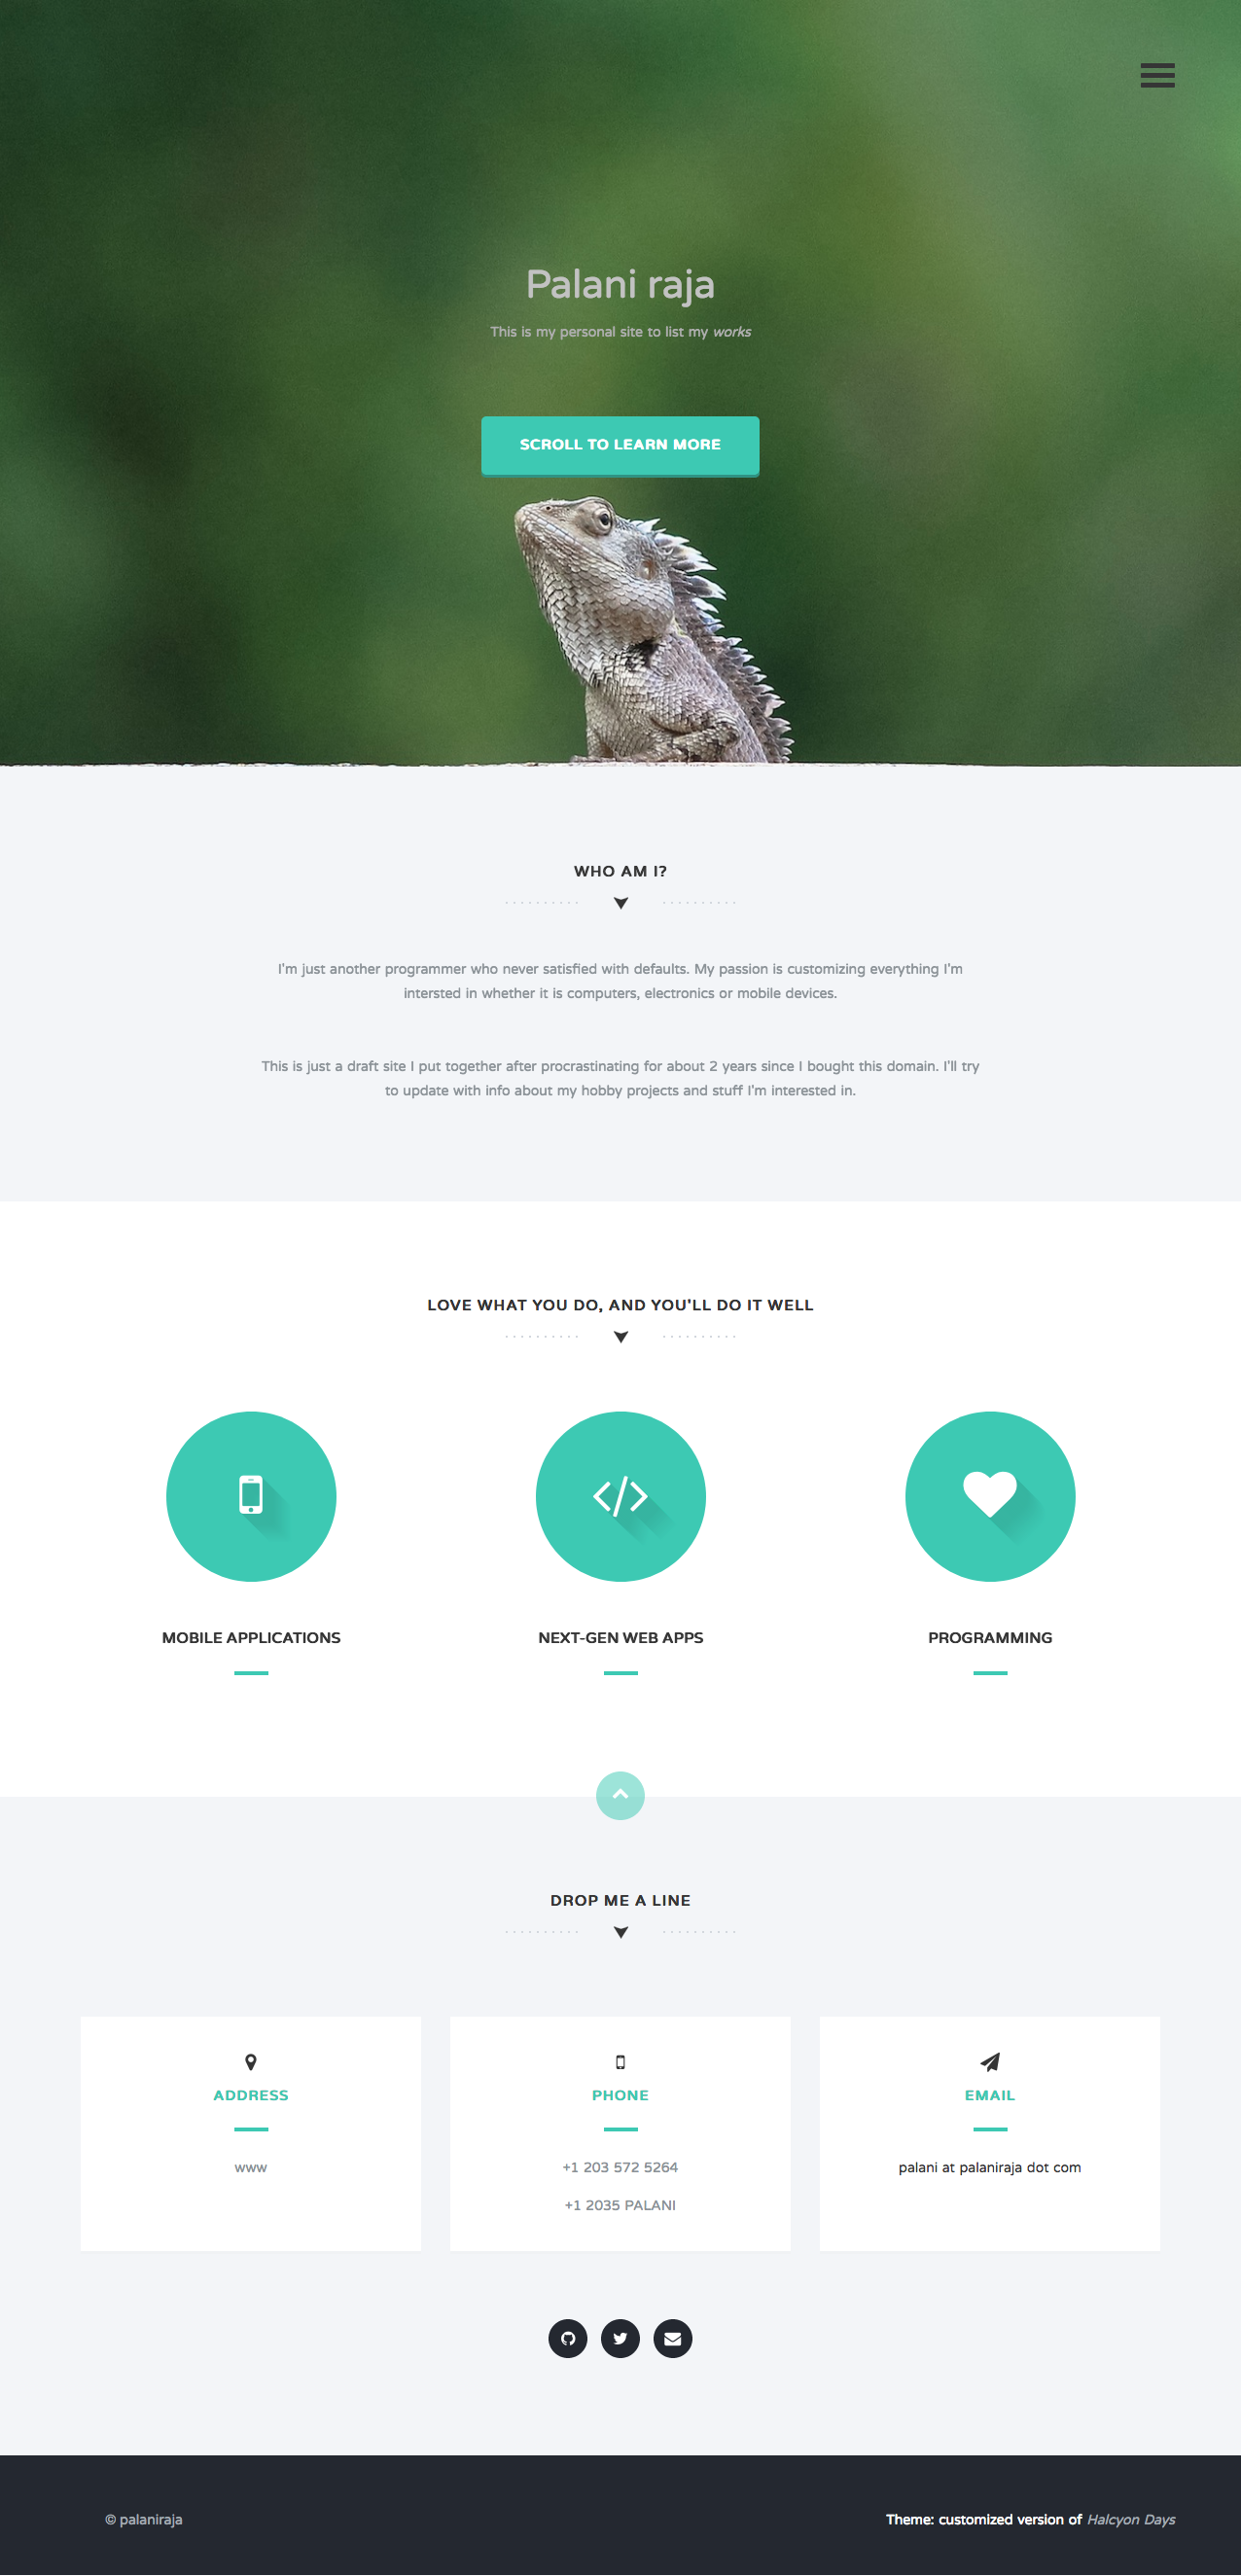 Palani raja
This is my personal site to list my works
SCROLL TO LEARN MORE
WHO AM I?
I'm just another programmer who never satisfied with defaults. My passion is customizing everything I'm
intersted in whether it is computers, electronics or mobile devices.
This is just a draft site I put together after procrastinating for about 2 years since I bought this domain. I'll try
to update with info about my hobby projects and stuff I'm interested in.
LOVE WHAT YOU DO, AND YOU'LL DO IT WELL
MOBILE APPLICATIONS
NEXT-GEN WEB APPS
PROGRAMMING
DROP ME A LINE
ADDRESS
www
PHONE
+1 203 572 5264
+1 2035 PALANI
EMAIL
palani at palaniraja dot com
© palaniraja
Theme: customized version of Halcyon Days